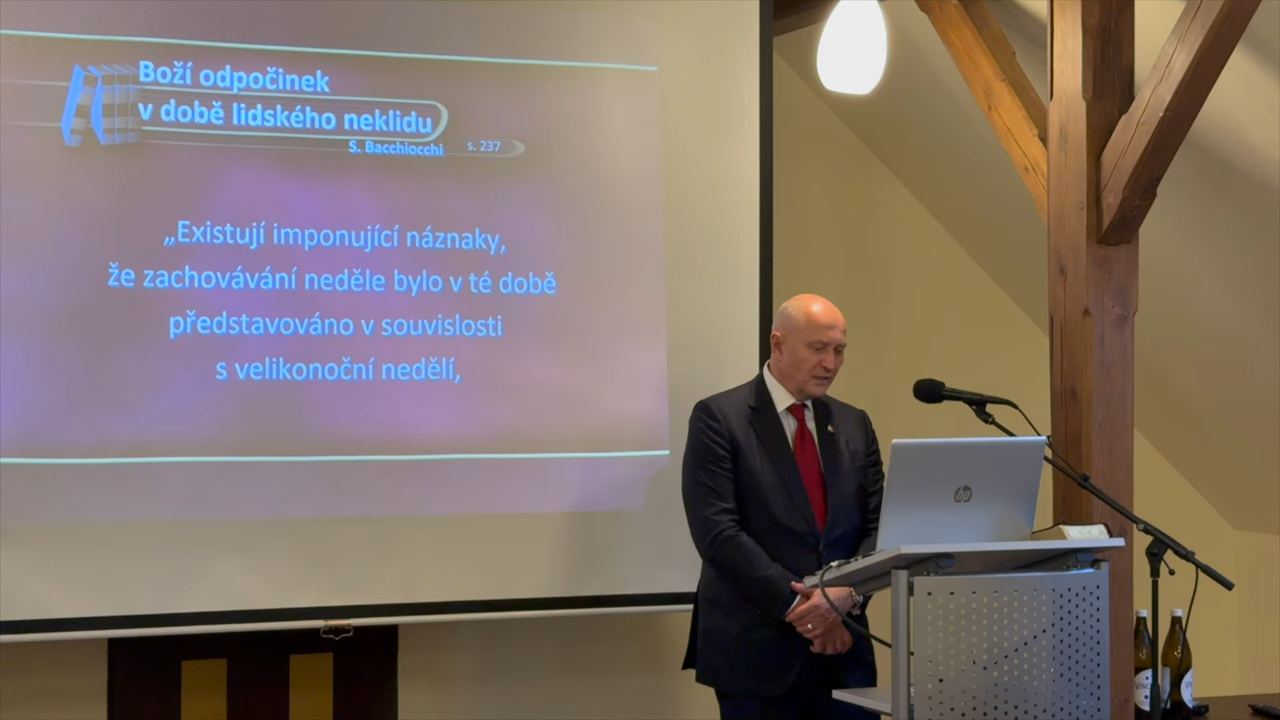 Boží odpočinek
v době lidského neklidu
S. Bacchiocchi s. 237
„Existují imponující náznaky,
že zachovávání neděle bylo v té době
představováno v souvislosti
s velikonoční nedělí,
hp